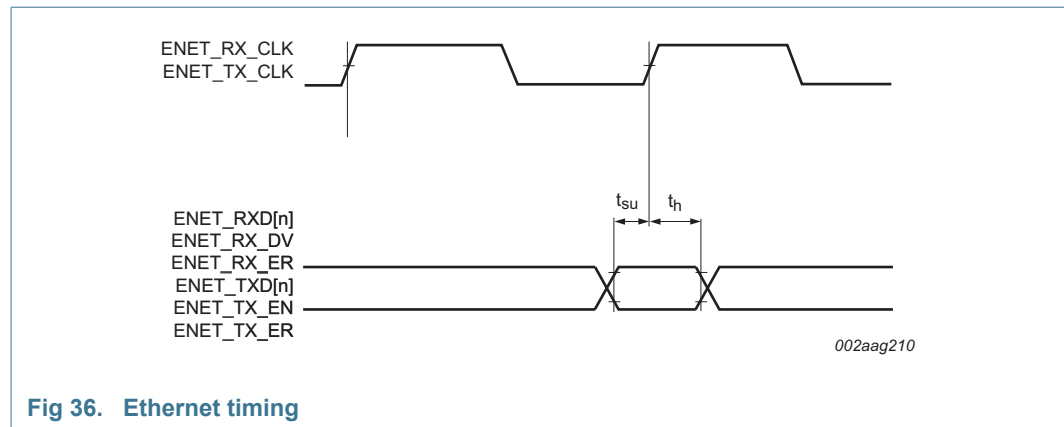 ENET_RX_CLK
ENET_TX_CLK
tsu
th
ENET_RXD[n]
ENET_RX_DV
ENET_RX_ER
ENET_TXD[n]
ENET_TX_EN
ENET_TX_ER
002aag210
Fig 36. Ethernet timing